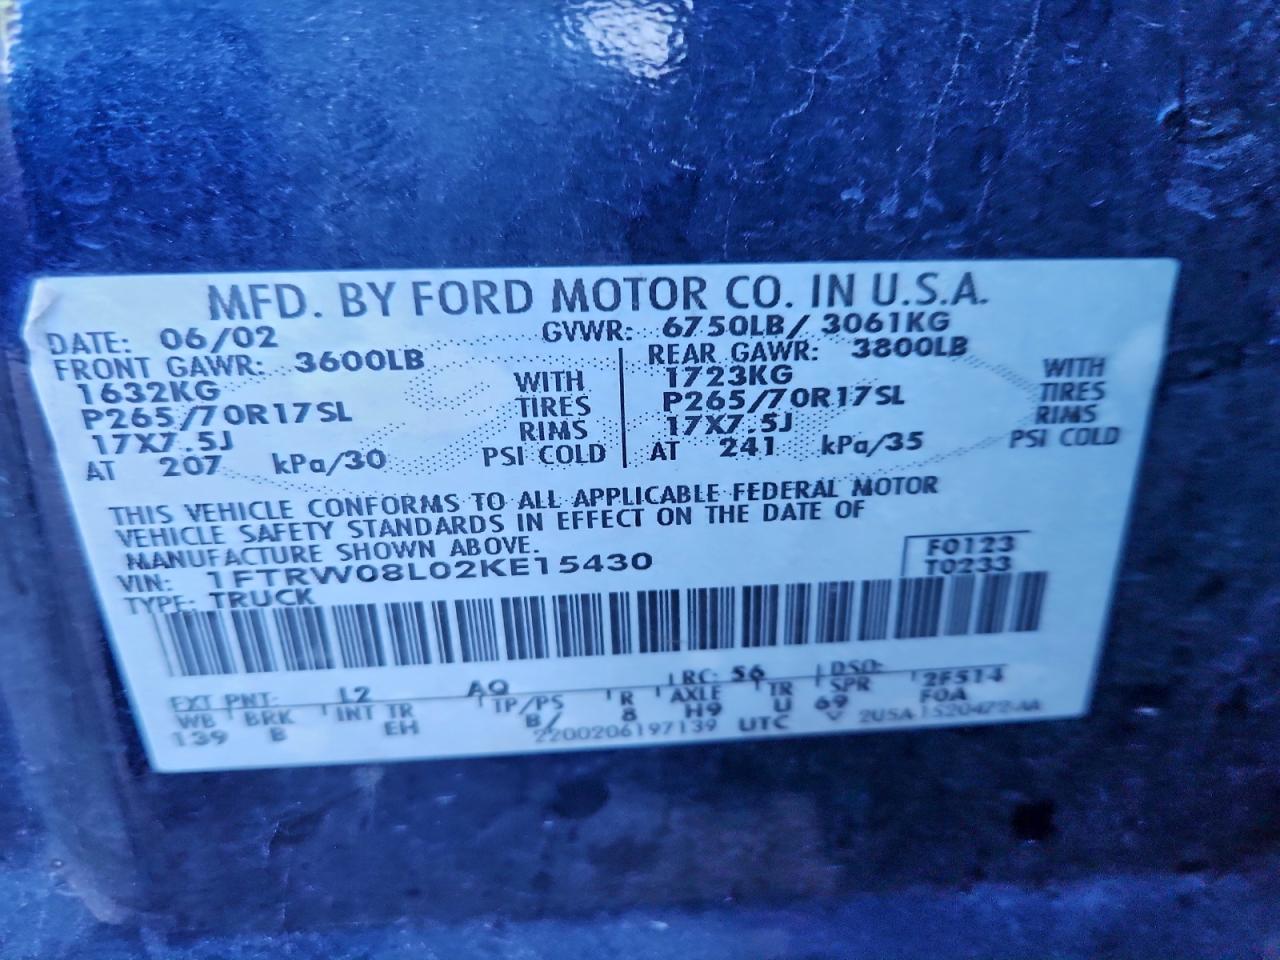 MFD. BY FORD MOTOR CO. IN U.S.A.
DATE: 06/02 GVWR: 6750LB/ 3061KG
FRONT GAWR: 3600LB REAR GAWR: 3800LB
1632KG WITH 1723KG WITH
P265/70R17SL TIRES P265/70R17SL TIRES
17X7.5J RIMS 17X7.5J RIMS
AT 207 kPa/30 PSI COLD AT 241 kPa/35 PSI COLD
THIS VEHICLE CONFORMS TO ALL APPLICABLE FEDERAL MOTOR
VEHICLE SAFETY STANDARDS IN EFFECT ON THE DATE OF
MANUFACTURE SHOWN ABOVE.
VIN: 1FTRW08L02KE15430 F0123
TYPE: TRUCK T0233
EXT PNT: L2 AQ RC: 56 DSO: 2F514
WB BRK INT TR TP/PS R AXLE TR SPR F0A
139 B EH B/ 8 H9 U 69
2200206197139 UTC